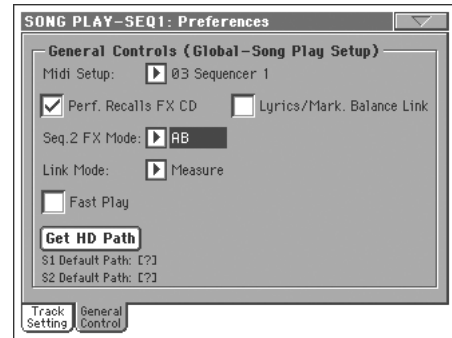 SONG PLAY-SEQ1: Preferences
General Controls (Global-Song Play Setup)
Midi Setup: 03 Sequencer 1
Perf. Recalls FX CD Lyrics/Mark. Balance Link
Seq.2 FX Mode: AB
Link Mode: Measure
Fast Play
Get HD Path
S1 Default Path: [?]
S2 Default Path: [?]
Track Setting
General Control